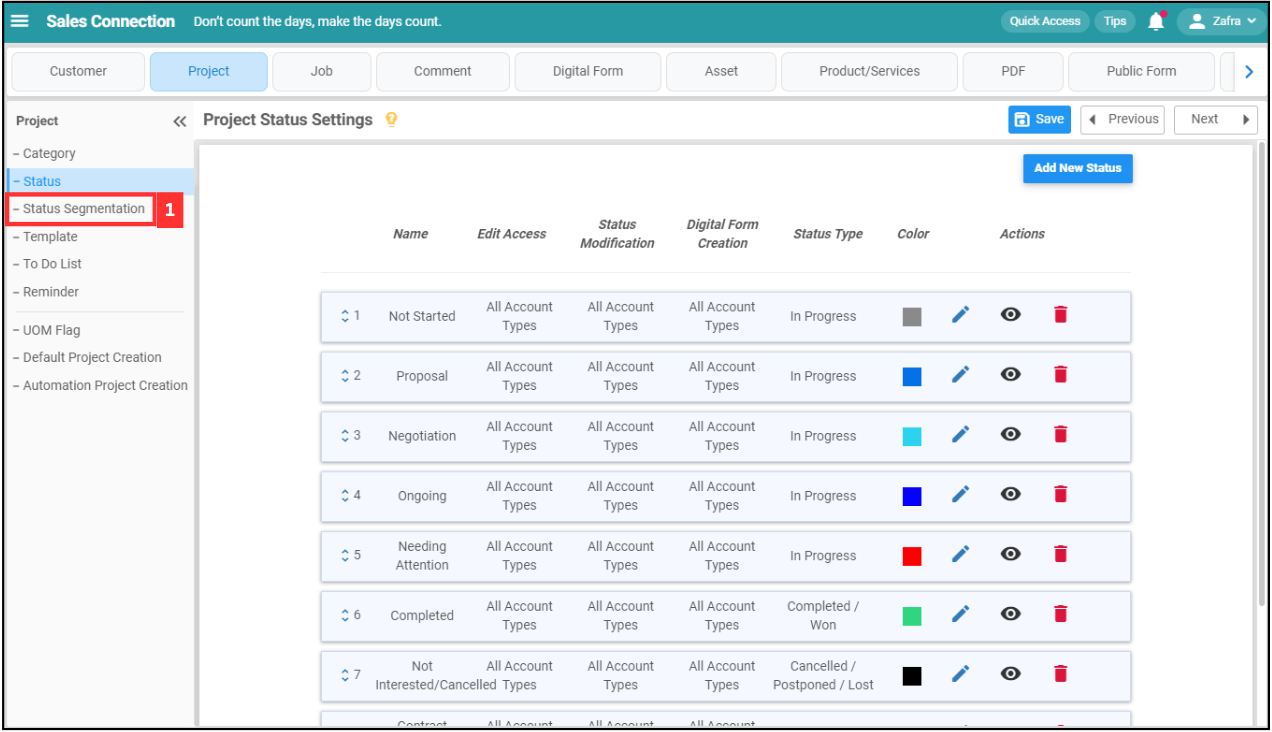 Sales Connection Don't count the days, make the days count. Quick Access Tips Zafra
Customer Project Job Comment Digital Form Asset Product/Services PDF Public Form
Project Project Status Settings Save Previous Next
– Category
– Status
– Status Segmentation 1
– Template
– To Do List
– Reminder
– UOM Flag
– Default Project Creation
– Automation Project Creation
Add New Status
Name Edit Access Status Modification Digital Form Creation Status Type Color Actions
1 Not Started All Account Types All Account Types All Account Types In Progress
2 Proposal All Account Types All Account Types All Account Types In Progress
3 Negotiation All Account Types All Account Types All Account Types In Progress
4 Ongoing All Account Types All Account Types All Account Types In Progress
5 Needing Attention All Account Types All Account Types All Account Types In Progress
6 Completed All Account Types All Account Types All Account Types Completed / Won
7 Not Interested/Cancelled All Account Types All Account Types All Account Types Cancelled / Postponed / Lost
Contract All Account All Account All Account